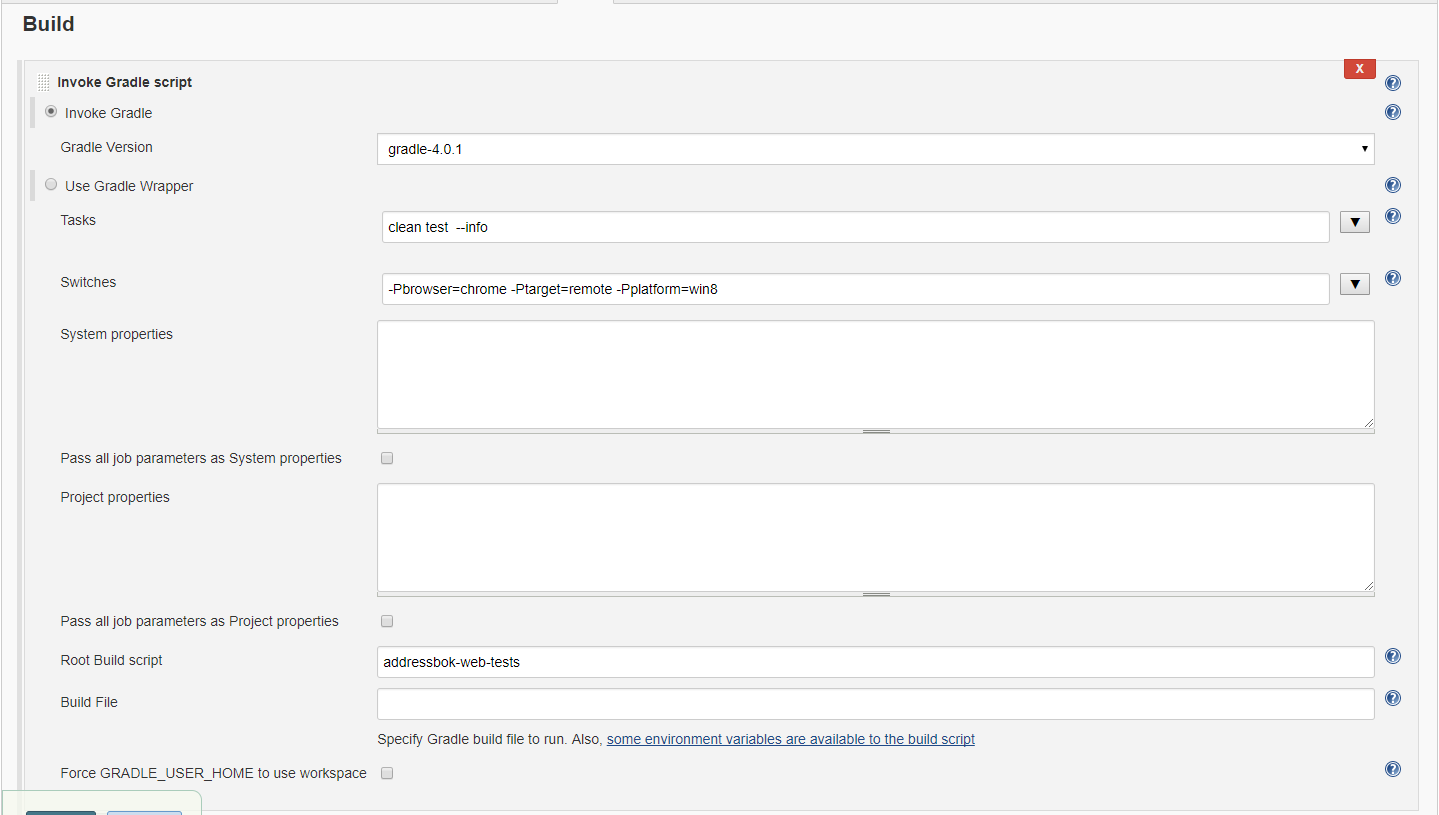 Build
Invoke Gradle script
X
Invoke Gradle
Gradle Version
gradle-4.0.1
Use Gradle Wrapper
Tasks
clean test  --info
Switches
-Pbrowser=chrome -Ptarget=remote -Pplatform=win8
System properties
Pass all job parameters as System properties
Project properties
Pass all job parameters as Project properties
Root Build script
addressbok-web-tests
Build File
Specify Gradle build file to run. Also, some environment variables are available to the build script
Force GRADLE_USER_HOME to use workspace